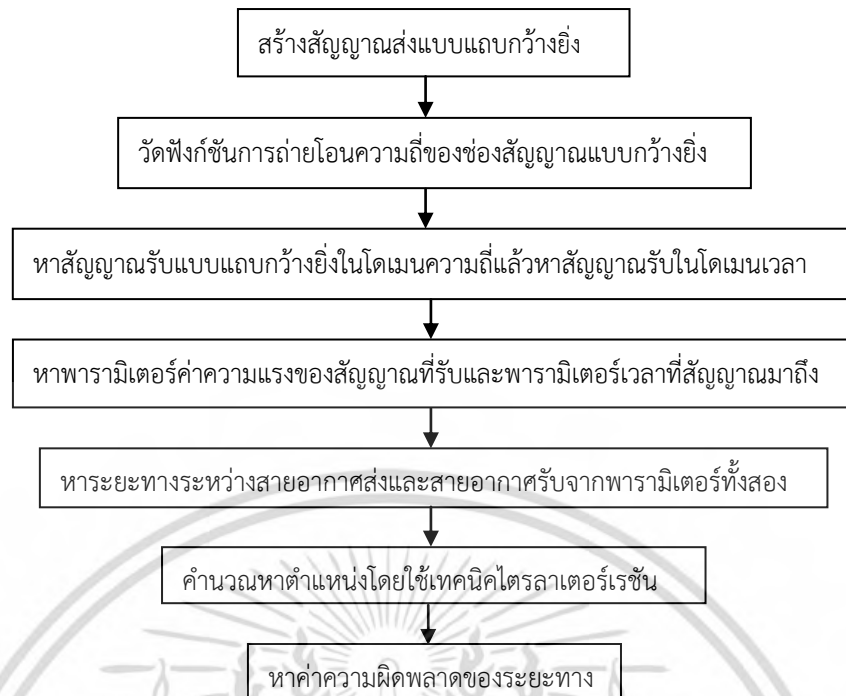 สร้างสัญญาณส่งแบบแถบกว้างยิ่ง
วัดฟังก์ชันการถ่ายโอนความถี่ของช่องสัญญาณแบบกว้างยิ่ง
หาสัญญาณรับแบบแถบกว้างยิ่งในโดเมนความถี่แล้วหาสัญญาณรับในโดเมนเวลา
หาพารามิเตอร์ค่าความแรงของสัญญาณที่รับและพารามิเตอร์เวลาที่สัญญาณมาถึง
หาระยะทางระหว่างสายอากาศส่งและสายอากาศรับจากพารามิเตอร์ทั้งสอง
คำนวณหาตำแหน่งโดยใช้เทคนิคไตรลาเตอร์เรชัน
หาค่าความผิดพลาดของระยะทาง